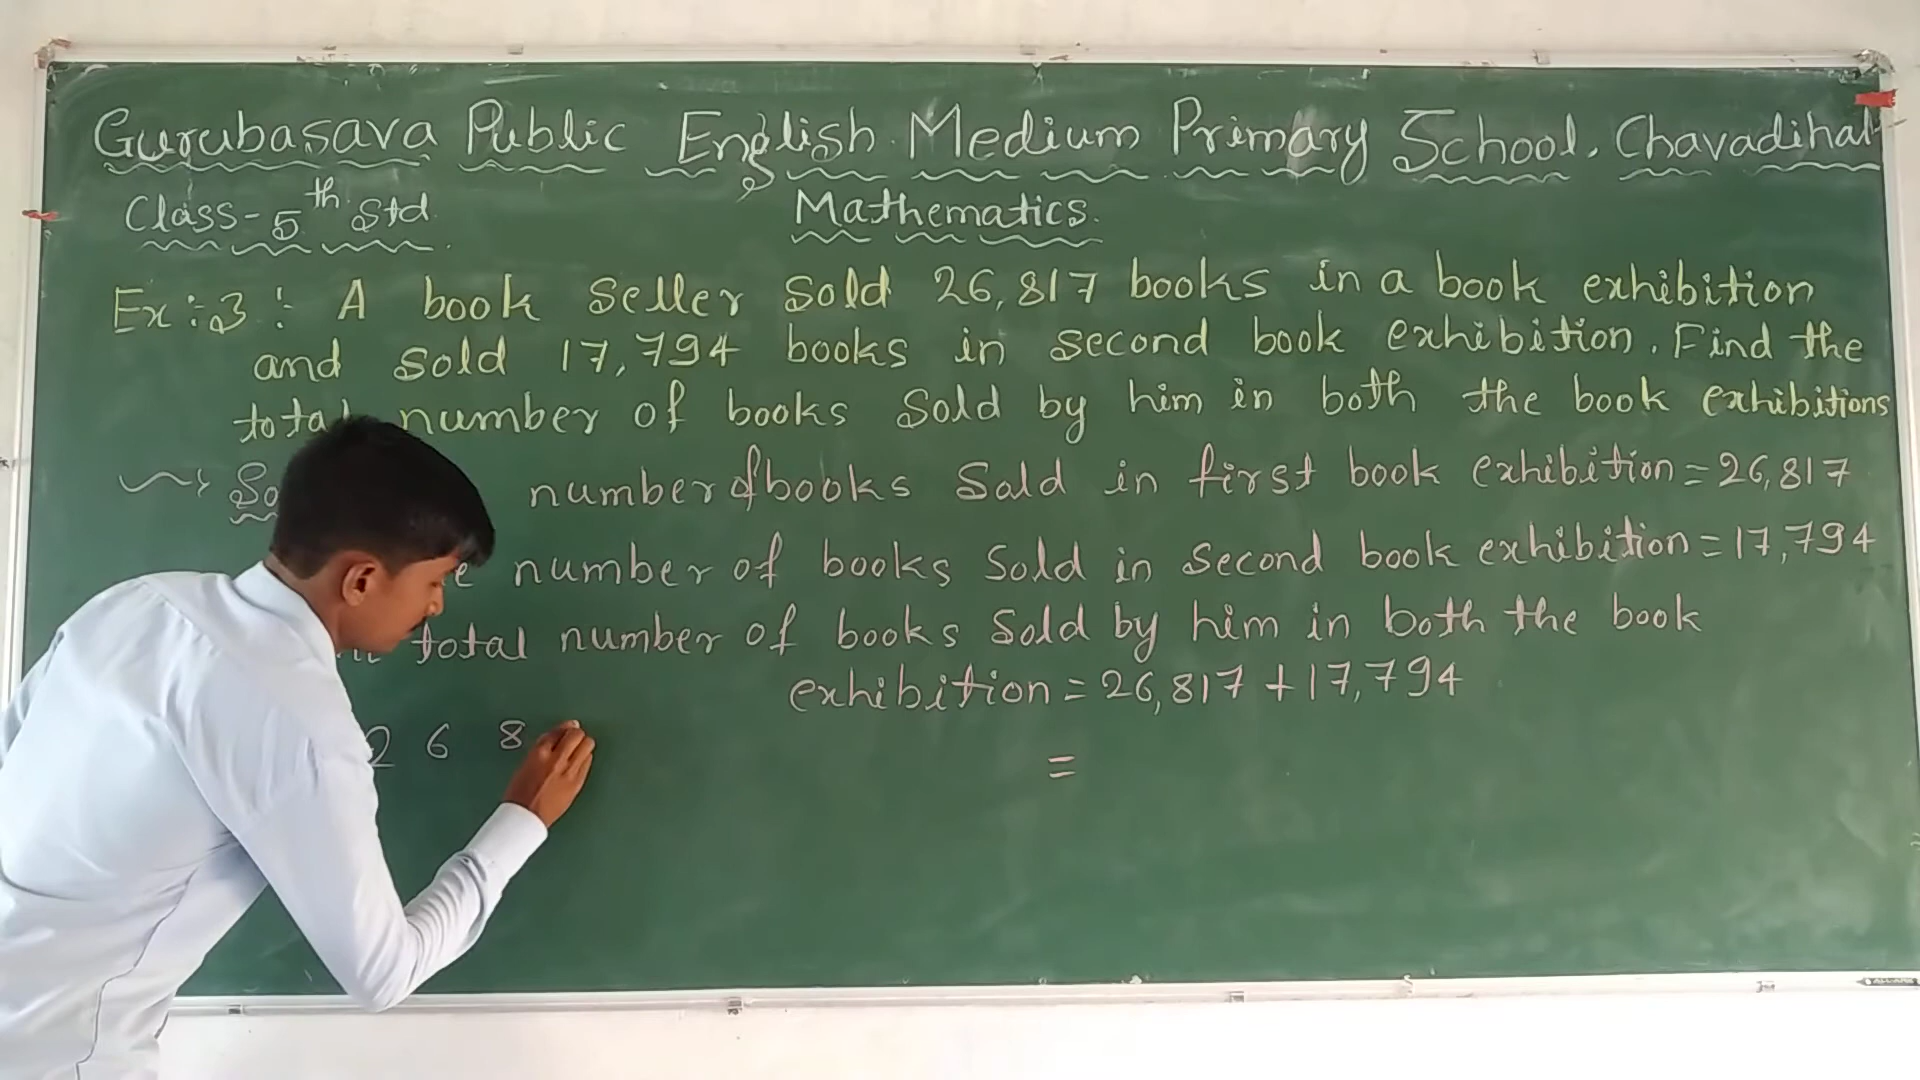 Gurubasava Public English Medium Primary School. Chavadihal
Class - 5th Std.
Mathematics.
Ex:-3:- A book seller sold 26,817 books in a book exhibition
and sold 17,794 books in second book exhibition. Find the
total number of books sold by him in both the book exhibitions
number of books Sold in first book exhibition = 26,817
number of books Sold in second book exhibition = 17,794
total number of books Sold by him in both the book
exhibition = 26,817 + 17,794
=
2 6 8